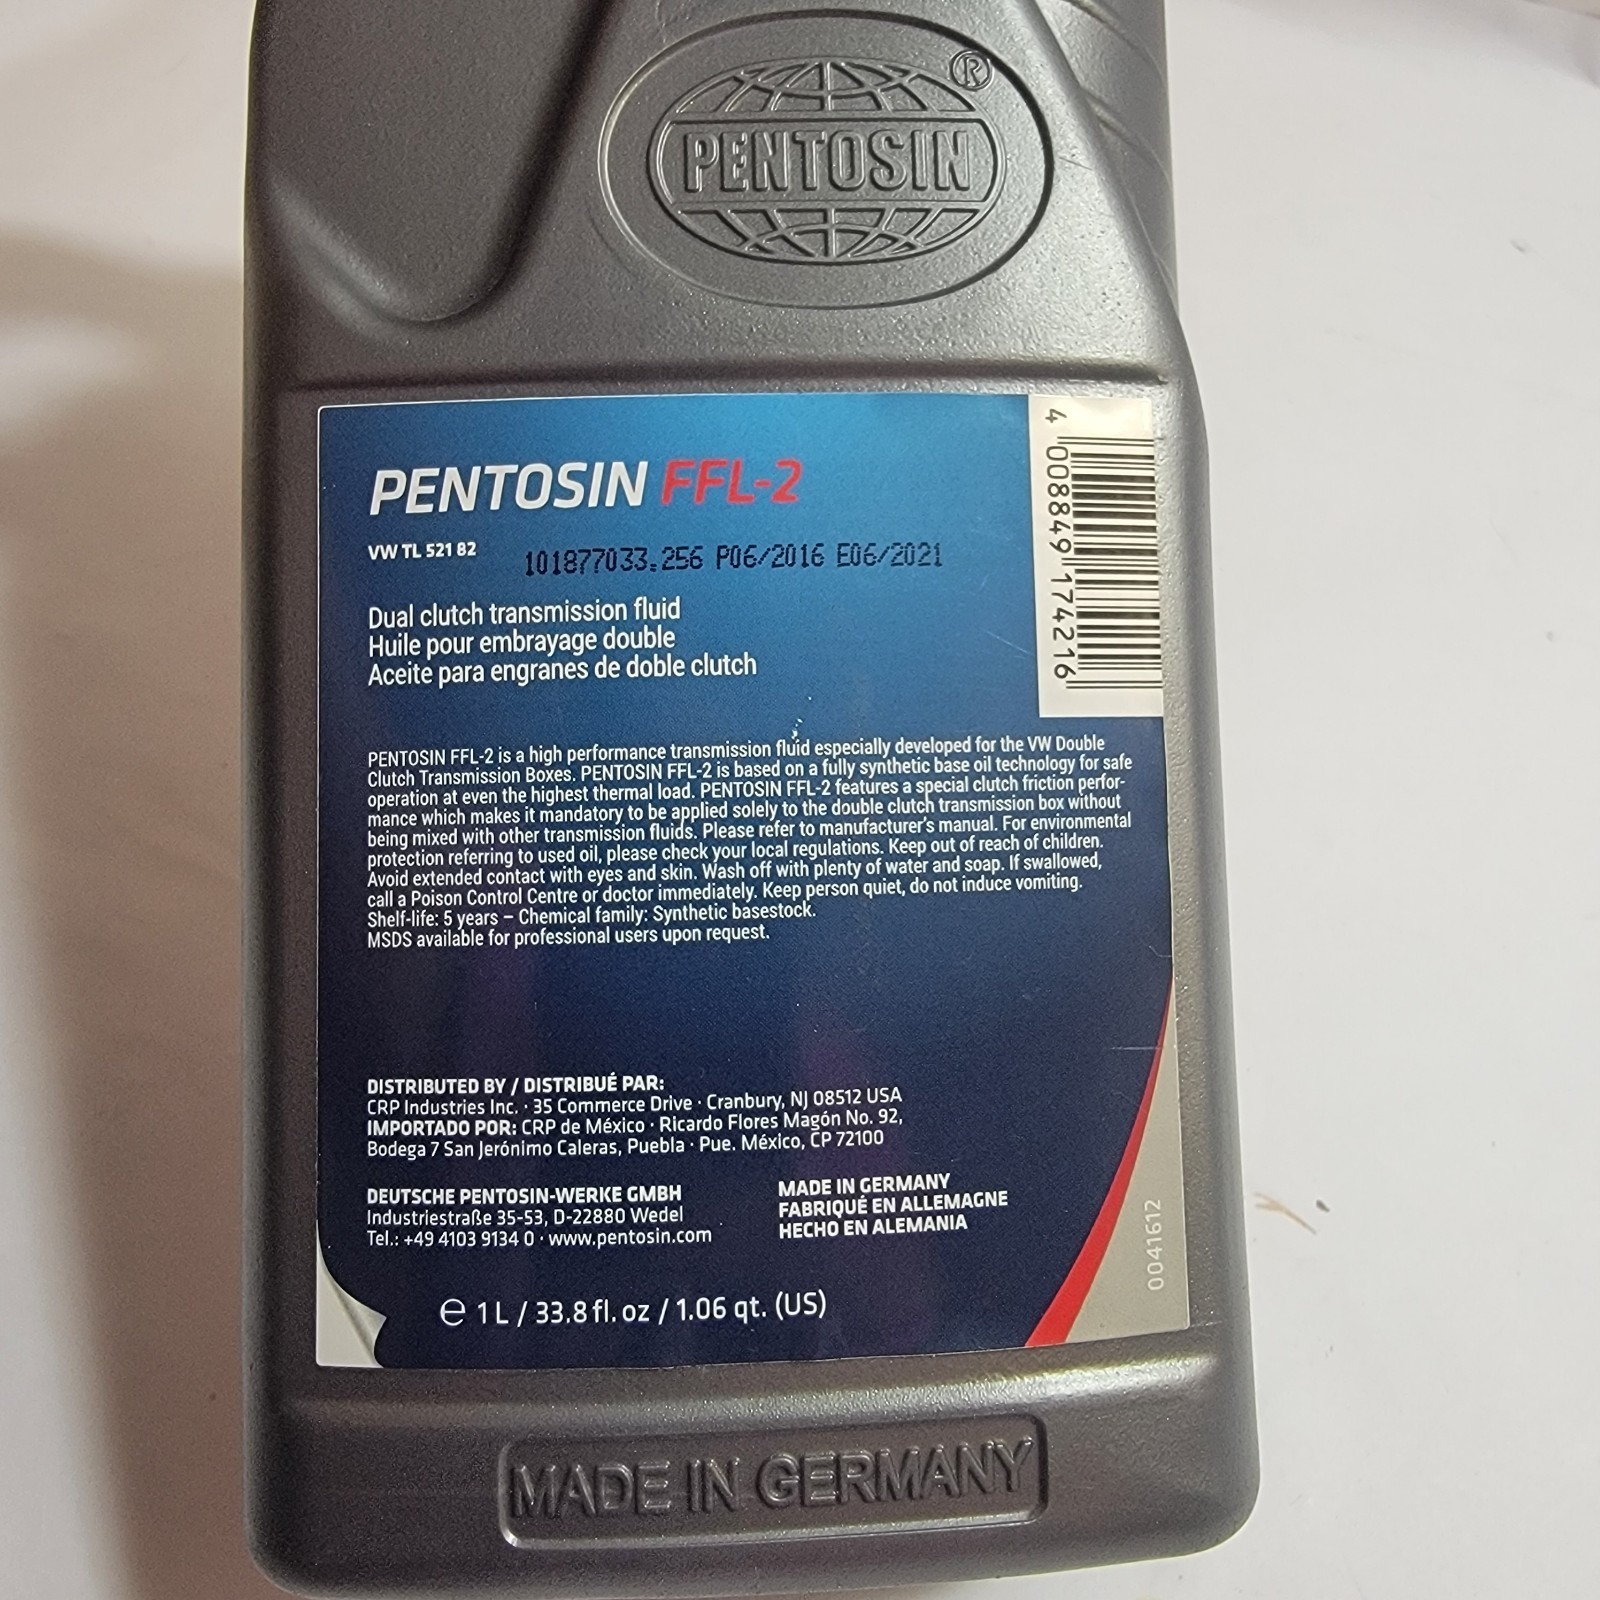 PENTOSIN ®
PENTOSIN FFL-2
VW TL 521 82
101877033.256 P06/2016 E06/2021
Dual clutch transmission fluid
Huile pour embrayage double
Aceite para engranes de doble clutch
4 008849 174216
PENTOSIN FFL-2 is a high performance transmission fluid especially developed for the VW Double
Clutch Transmission Boxes. PENTOSIN FFL-2 is based on a fully synthetic base oil technology for safe
operation at even the highest thermal load. PENTOSIN FFL-2 features a special clutch friction perfor-
mance which makes it mandatory to be applied solely to the double clutch transmission box without
being mixed with other transmission fluids. Please refer to manufacturer's manual. For environmental
protection referring to used oil, please check your local regulations. Keep out of reach of children.
Avoid extended contact with eyes and skin. Wash off with plenty of water and soap. If swallowed,
call a Poison Control Centre or doctor immediately. Keep person quiet, do not induce vomiting.
Shelf-life: 5 years – Chemical family: Synthetic basestock.
MSDS available for professional users upon request.
DISTRIBUTED BY / DISTRIBUÉ PAR:
CRP Industries Inc. · 35 Commerce Drive · Cranbury, NJ 08512 USA
IMPORTADO POR: CRP de México · Ricardo Flores Magón No. 92,
Bodega 7 San Jerónimo Caleras, Puebla · Pue. México, CP 72100
DEUTSCHE PENTOSIN-WERKE GMBH
Industriestraße 35-53, D-22880 Wedel
Tel.: +49 4103 9134 0 · www.pentosin.com
MADE IN GERMANY
FABRIQUÉ EN ALLEMAGNE
HECHO EN ALEMANIA
0041612
℮ 1 L / 33.8 fl. oz / 1.06 qt. (US)
MADE IN GERMANY